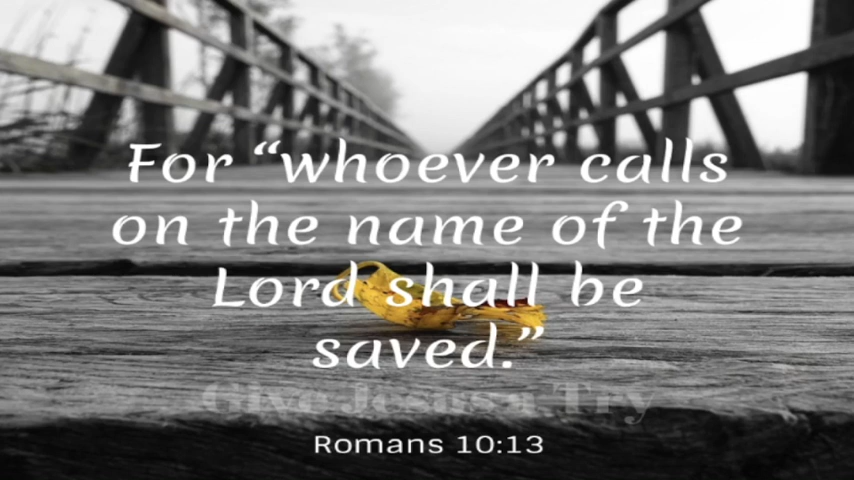 For “whoever calls
on the name of the
Lord shall be
saved.”
Give Jesus a Try
Romans 10:13